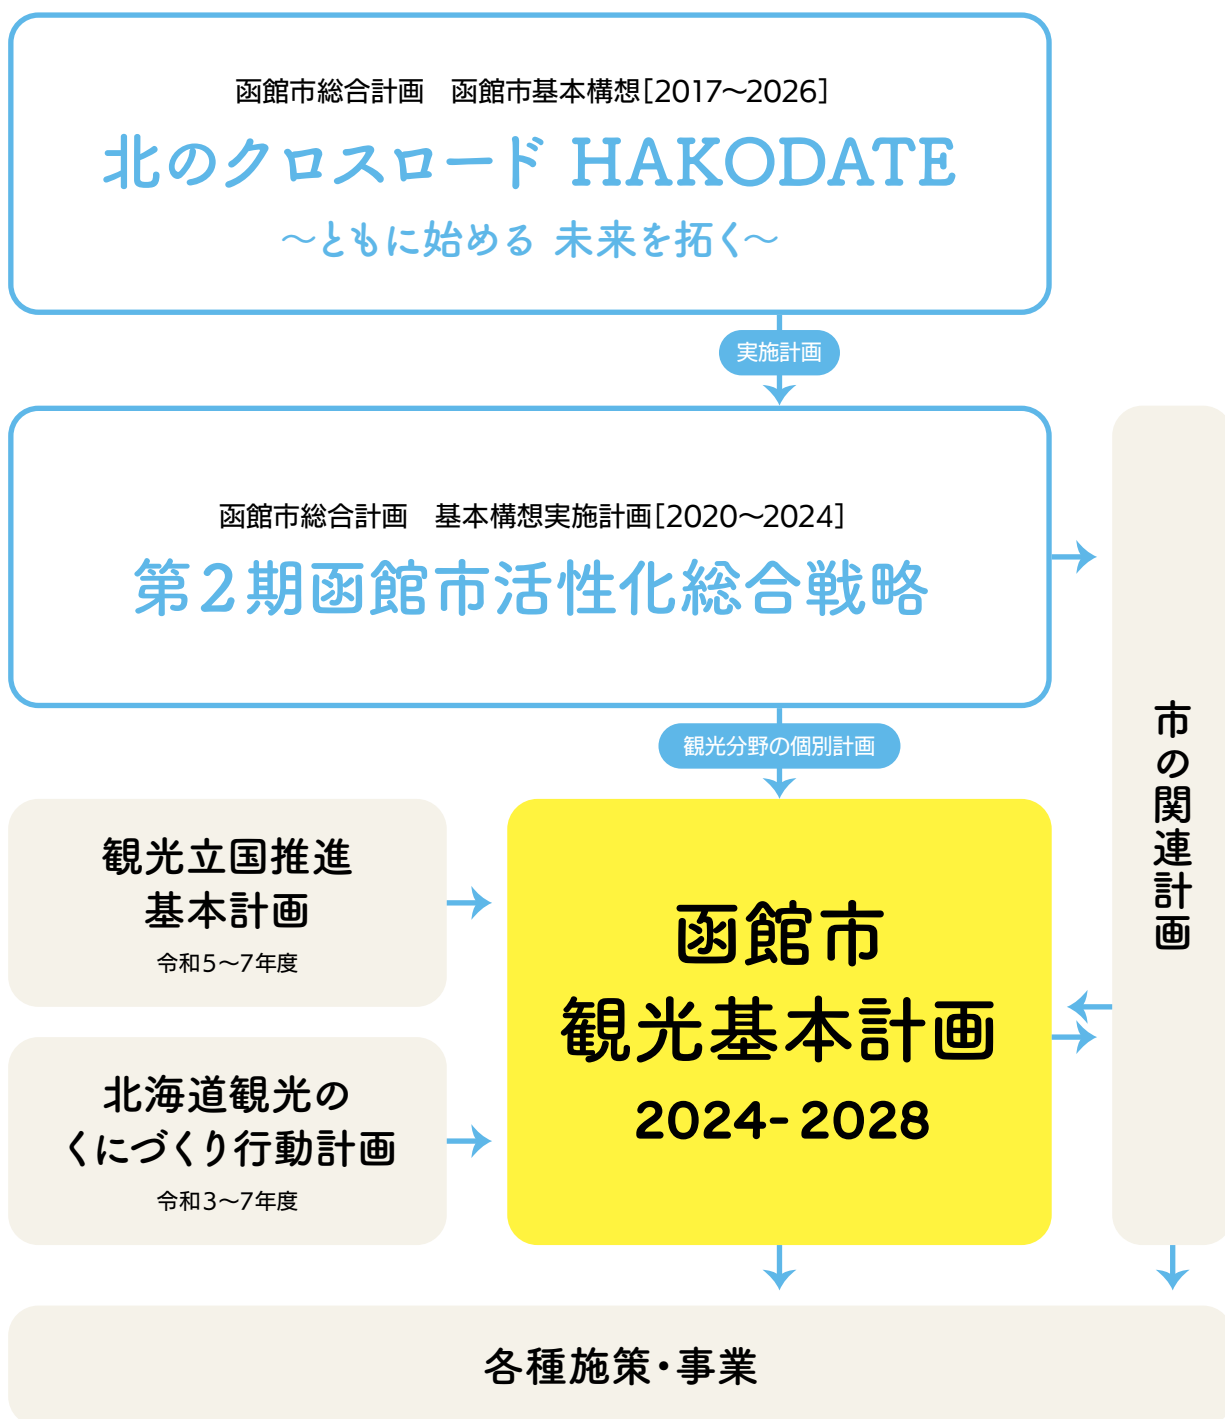 函館市総合計画　函館市基本構想[2017～2026]
北のクロスロード HAKODATE
～ともに始める 未来を拓く～
実施計画
函館市総合計画　基本構想実施計画[2020～2024]
第2期函館市活性化総合戦略
観光分野の個別計画
市の関連計画
観光立国推進
基本計画
令和5～7年度
北海道観光の
くにづくり行動計画
令和3～7年度
函館市
観光基本計画
2024-2028
各種施策・事業